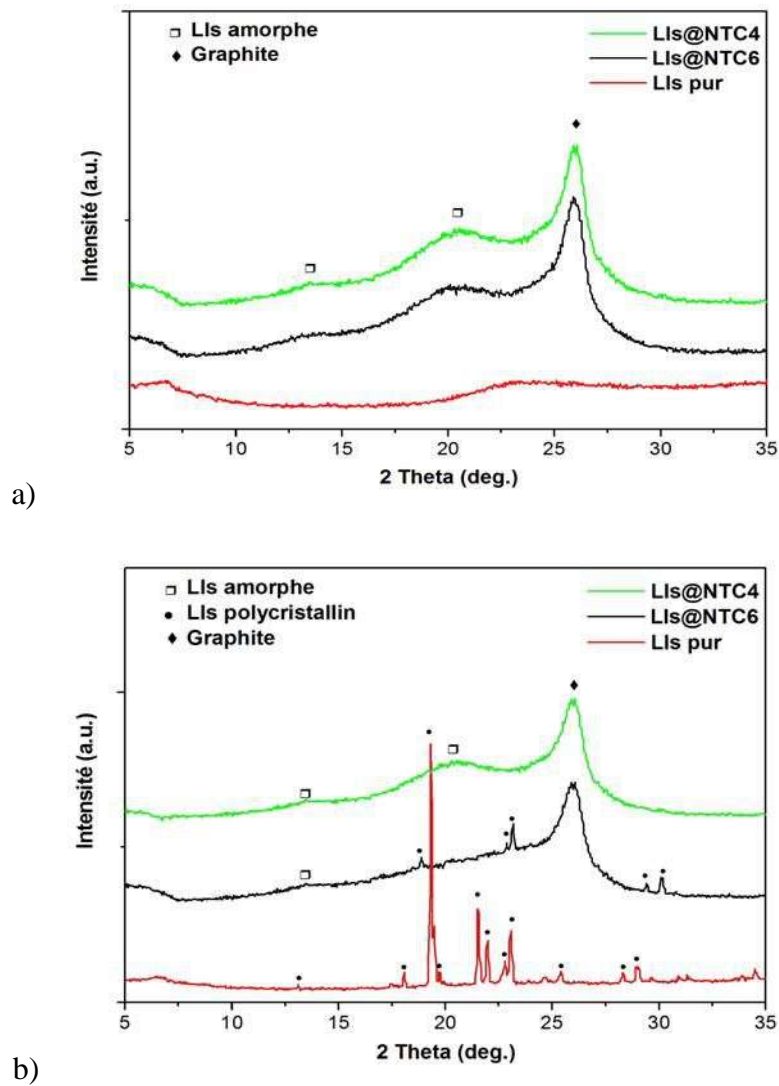 LIs amorphe
Graphite
LIs@NTC4
LIs@NTC6
LIs pur
Intensité (a.u.)
5 10 15 20 25 30 35
2 Theta (deg.)
a)
LIs amorphe
LIs polycristallin
Graphite
LIs@NTC4
LIs@NTC6
LIs pur
Intensité (a.u.)
5 10 15 20 25 30 35
2 Theta (deg.)
b)